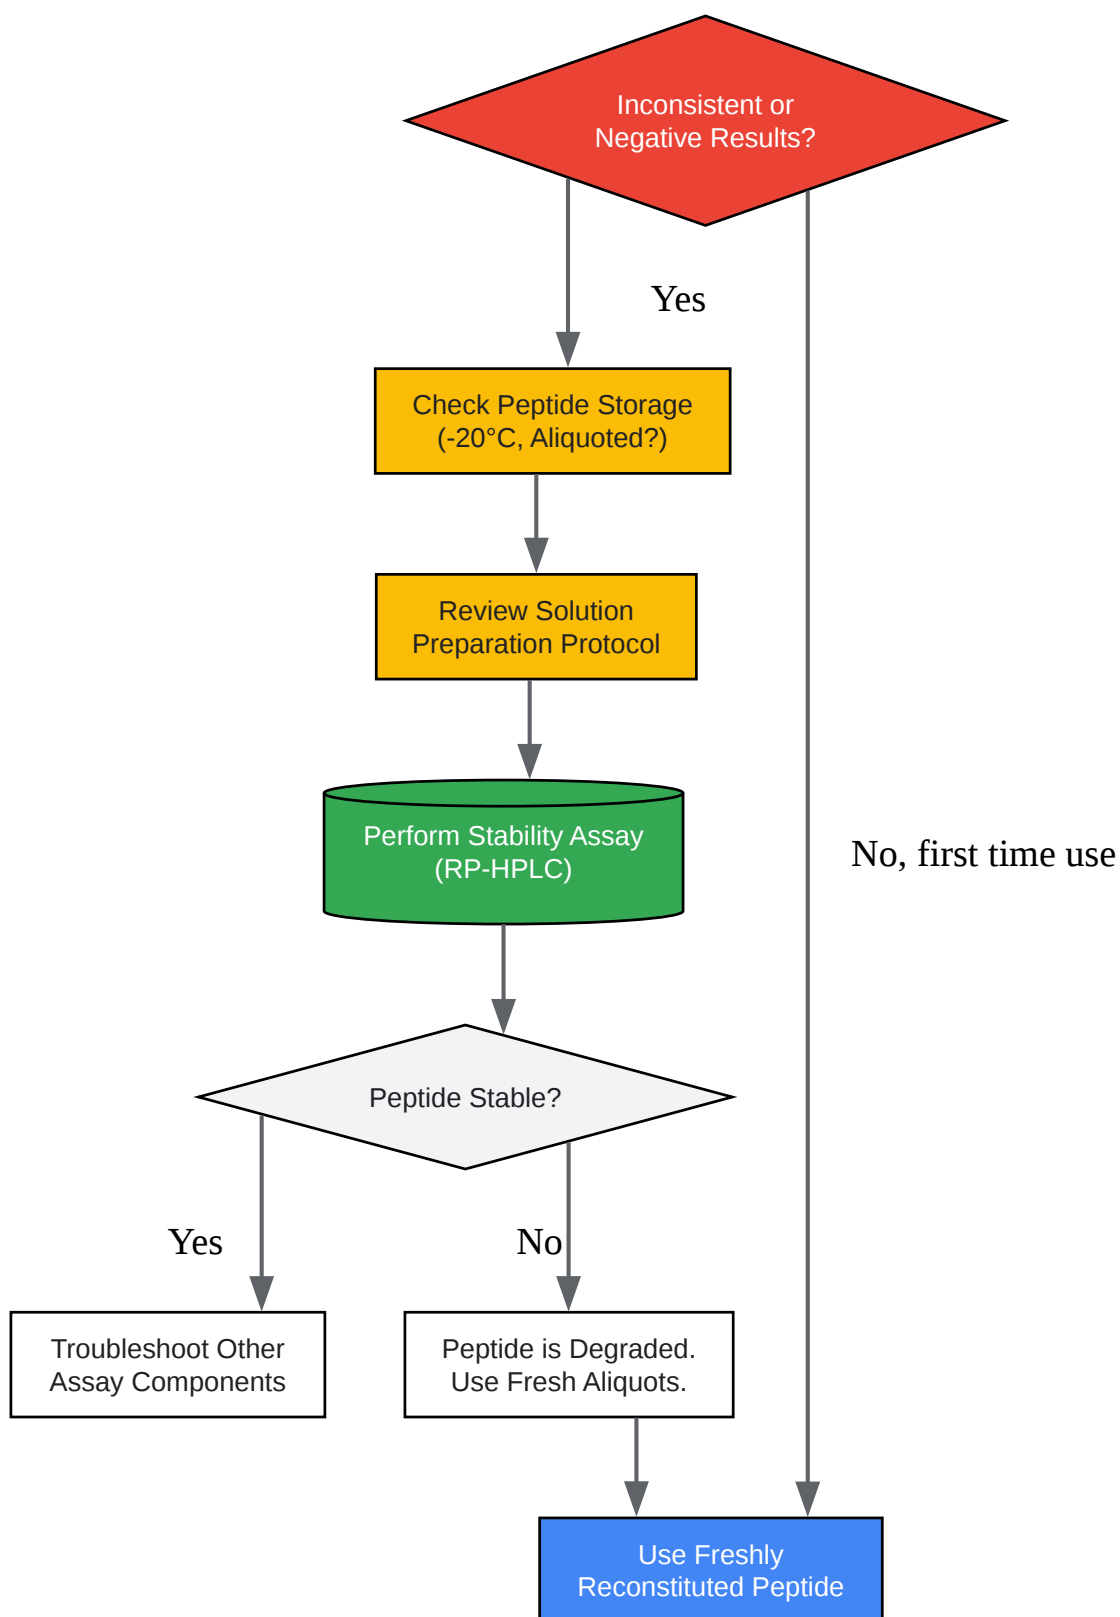 Inconsistent or
Negative Results?
Yes
Check Peptide Storage
(-20°C, Aliquoted?)
Review Solution
Preparation Protocol
Perform Stability Assay
(RP-HPLC)
No, first time use
Peptide Stable?
Yes
No
Troubleshoot Other
Assay Components
Peptide is Degraded.
Use Fresh Aliquots.
Use Freshly
Reconstituted Peptide